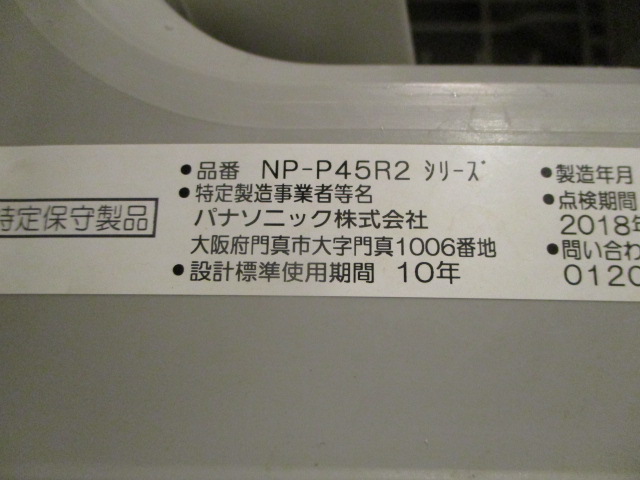 特定保守製品
●品番 NP-P45R2 ｼﾘｰｽﾞ
●特定製造事業者等名
パナソニック株式会社
大阪府門真市大字門真1006番地
●設計標準使用期間 10年
●製造年月
●点検期間
2018年
●問い合わ
0120